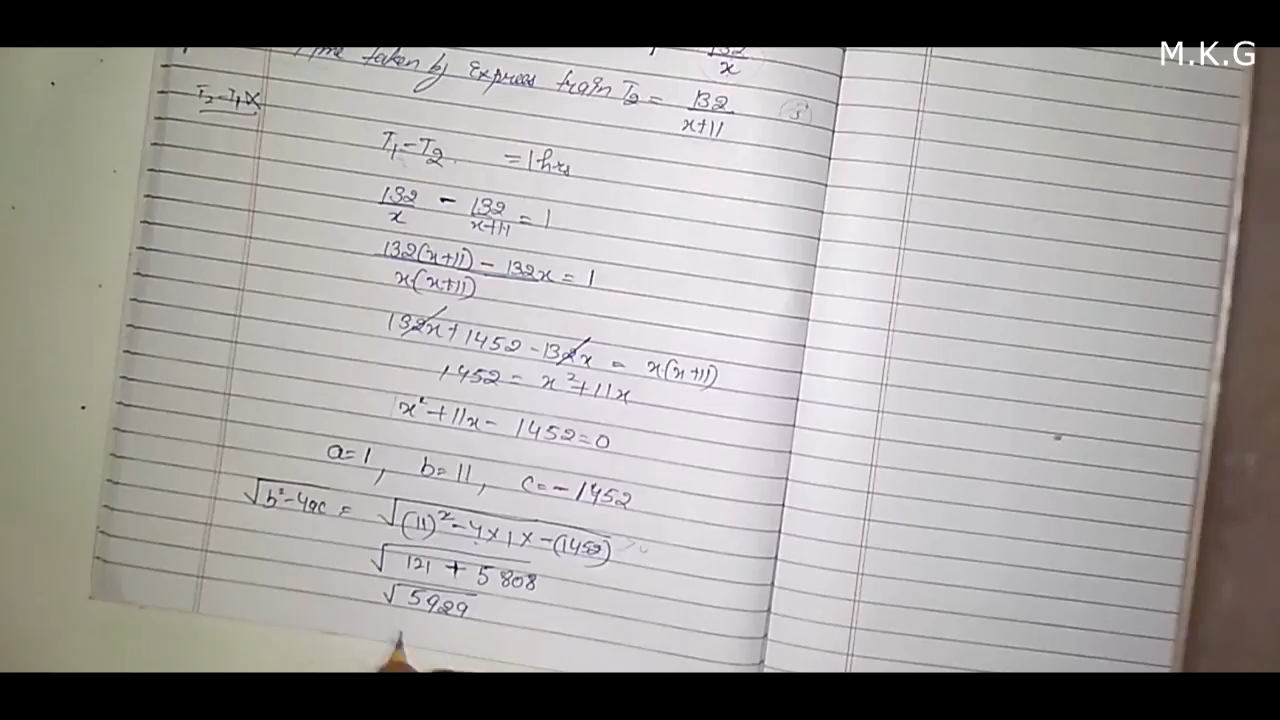 M.K.G
132/x
Time taken by Express train T₂ = 132/(x+11)
T₂-T₁ X
T₁-T₂ = 1 hrs
132/x - 132/(x+11) = 1
(132(x+11) - 132x)/(x(x+11)) = 1
132x + 1452 - 132x = x(x+11)
1452 = x²+11x
x²+11x - 1452=0
a=1, b=11, c=-1452
√(b²-4ac) = √((11)²-4×1×-(1452))
√(121 + 5808)
√5929